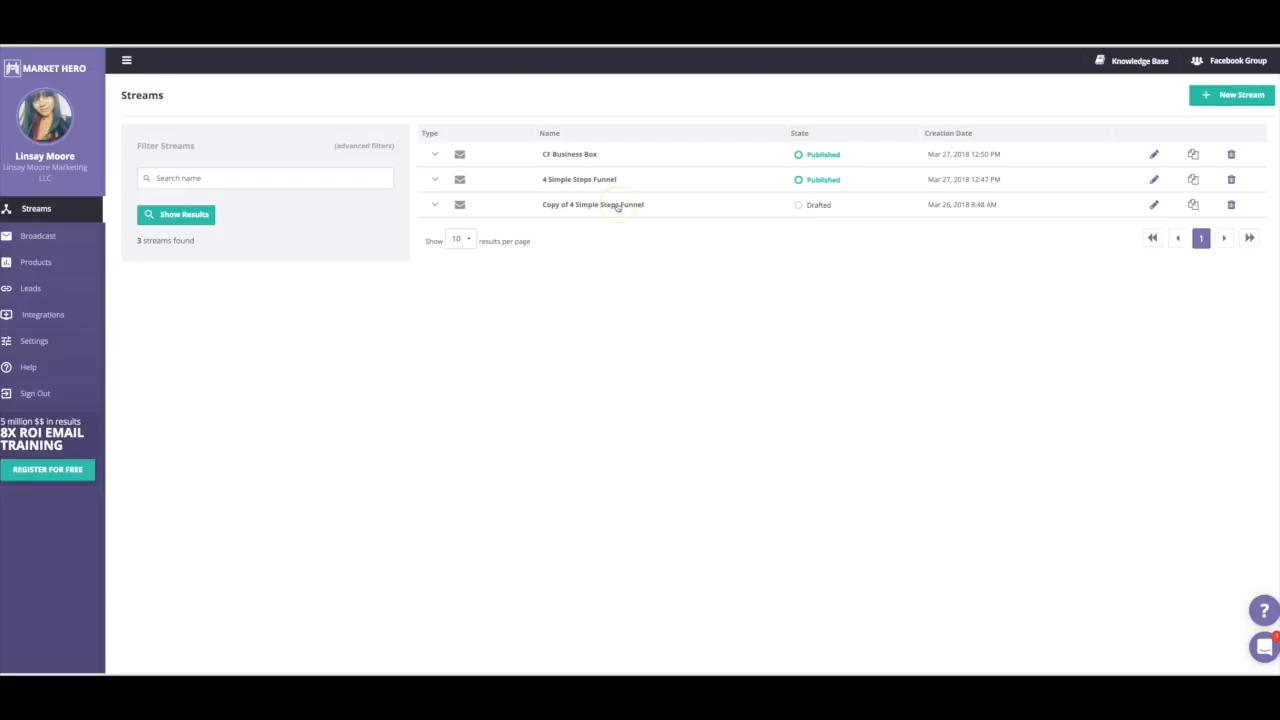 MARKET HERO
Knowledge Base
Facebook Group
Linsay Moore
Linsay Moore Marketing
LLC
Streams
Broadcast
Products
Leads
Integrations
Settings
Help
Sign Out
5 million $$ in results
8X ROI EMAIL
TRAINING
REGISTER FOR FREE
Streams
+ New Stream
Filter Streams (advanced filters)
Search name
Show Results
3 streams found
Type Name State Creation Date
CF Business Box Published Mar 27, 2018 12:50 PM
4 Simple Steps Funnel Published Mar 27, 2018 12:47 PM
Copy of 4 Simple Steps Funnel Drafted Mar 26, 2018 8:48 AM
Show 10 results per page
1
?
1